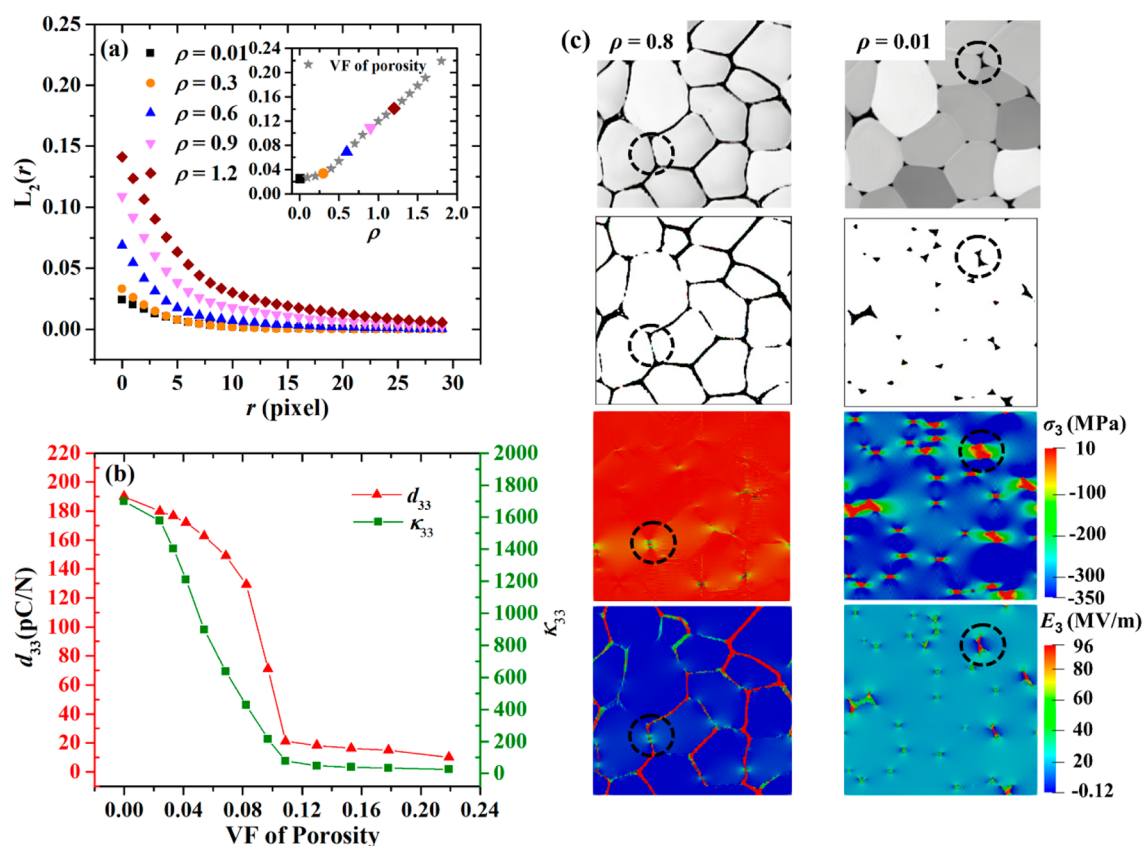 (a)
0.25
0.20
0.15
0.10
0.05
0.00
L₂(r)
ρ = 0.01
ρ = 0.3
ρ = 0.6
ρ = 0.9
ρ = 1.2
0.24
0.20
0.16
0.12
0.08
0.04
0.00
VF of porosity
0.0 0.5 1.0 1.5 2.0
ρ
0 5 10 15 20 25 30
r (pixel)
(b)
220
200
180
160
140
120
100
80
60
40
20
0
d₃₃ (pC/N)
d₃₃
κ₃₃
2000
1800
1600
1400
1200
1000
800
600
400
200
0
κ₃₃
0.00 0.04 0.08 0.12 0.16 0.20 0.24
VF of Porosity
(c)
ρ = 0.8
ρ = 0.01
σ₃ (MPa)
10
-100
-200
-300
-350
E₃ (MV/m)
96
80
60
40
20
-0.12